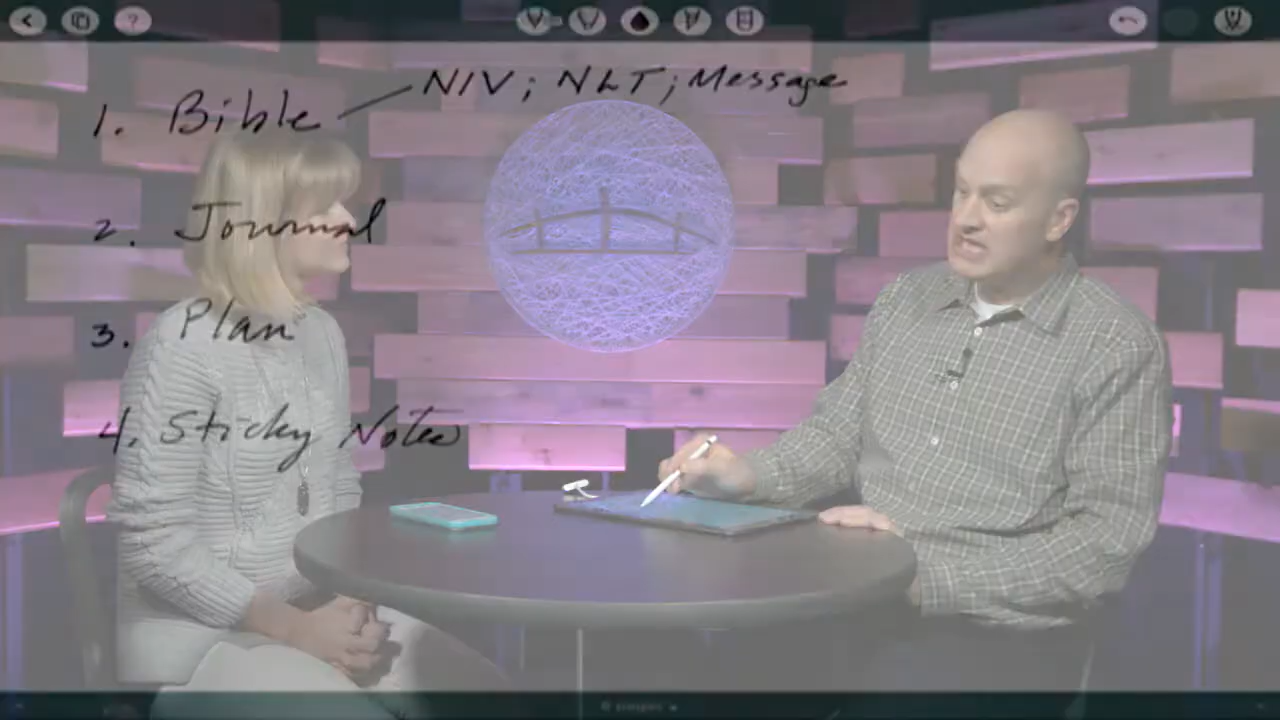 1. Bible — NIV; NLT; Message
2. Journal
3. Plan
4. Sticky Notes